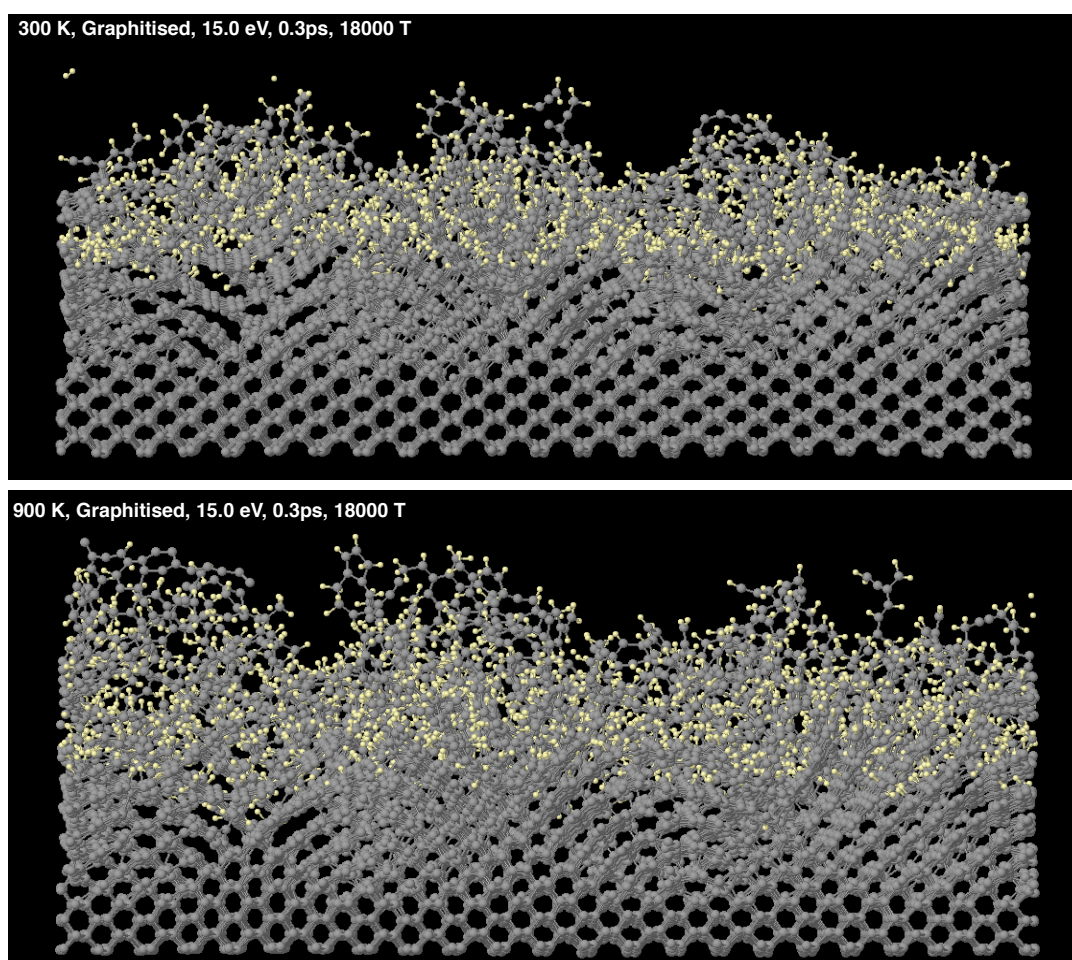 300 K, Graphitised, 15.0 eV, 0.3ps, 18000 T
900 K, Graphitised, 15.0 eV, 0.3ps, 18000 T